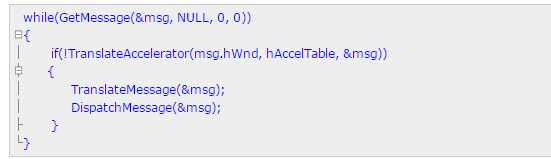 while(GetMessage(&msg, NULL, 0, 0))
{
if(!TranslateAccelerator(msg.hWnd, hAccelTable, &msg))
{
TranslateMessage(&msg);
DispatchMessage(&msg);
}
}